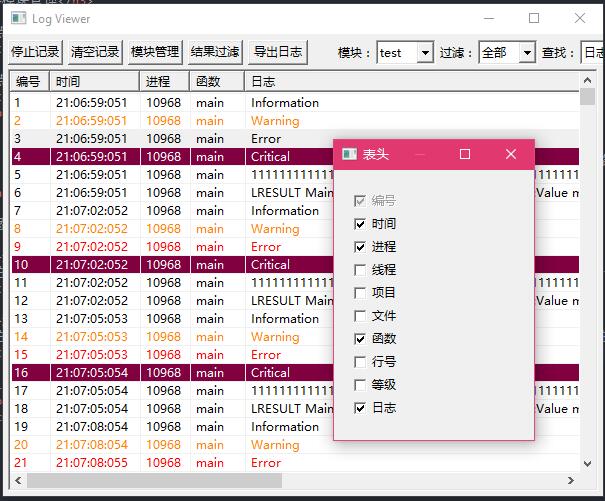 Log Viewer
停止记录 清空记录 模块管理 结果过滤 导出日志 模块： test 过滤： 全部 查找： 日志
编号 时间 进程 函数 日志
1 21:06:59:051 10968 main Information
2 21:06:59:051 10968 main Warning
3 21:06:59:051 10968 main Error
4 21:06:59:051 10968 main Critical
5 21:06:59:051 10968 main 1111111111111
6 21:06:59:051 10968 main LRESULT Main Value m
7 21:07:02:052 10968 main Information
8 21:07:02:052 10968 main Warning
9 21:07:02:052 10968 main Error
10 21:07:02:052 10968 main Critical
11 21:07:02:052 10968 main 1111111111111
12 21:07:02:052 10968 main LRESULT Main Value m
13 21:07:05:054 10968 main Information
14 21:07:05:054 10968 main Warning
15 21:07:05:054 10968 main Error
16 21:07:05:054 10968 main Critical
17 21:07:05:054 10968 main 1111111111111
18 21:07:05:054 10968 main LRESULT Main Value m
19 21:07:08:054 10968 main Information
20 21:07:08:054 10968 main Warning
21 21:07:08:055 10968 main Error
表头
编号
时间
进程
线程
项目
文件
函数
行号
等级
日志